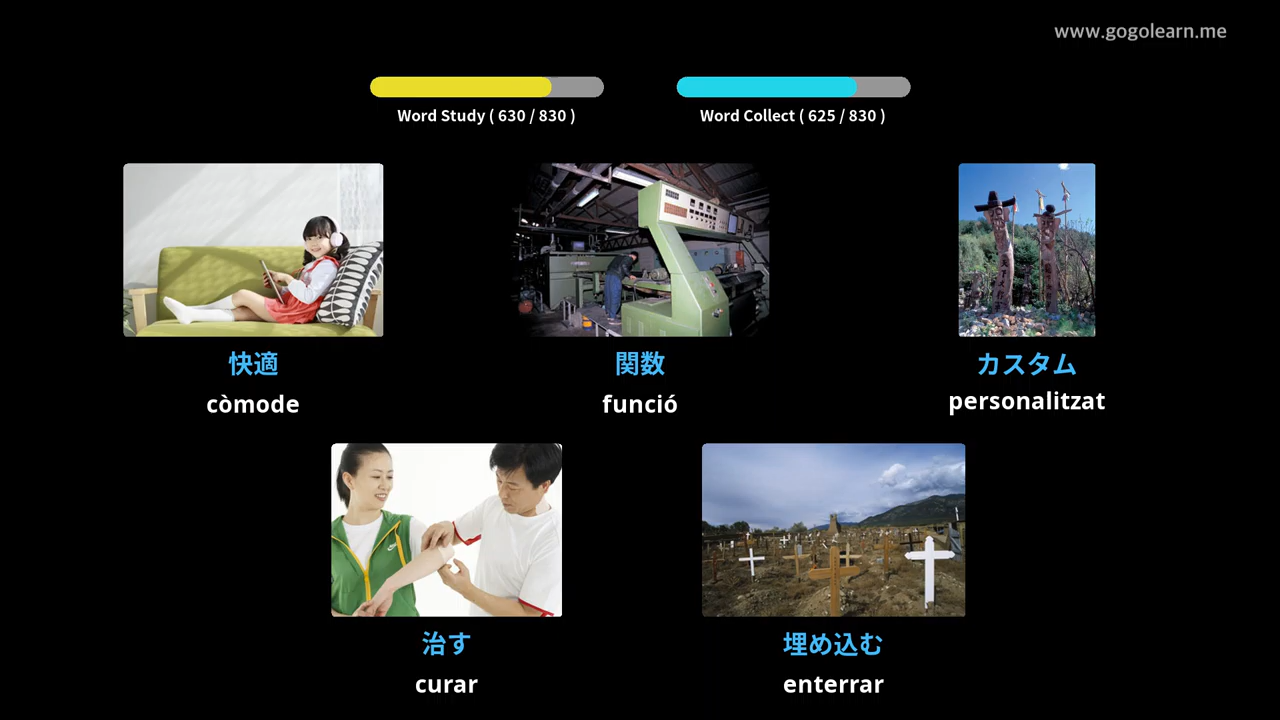 www.gogolearn.me
Word Study ( 630 / 830 )
Word Collect ( 625 / 830 )
快適
関数
カスタム
còmode
funció
personalitzat
治す
埋め込む
curar
enterrar